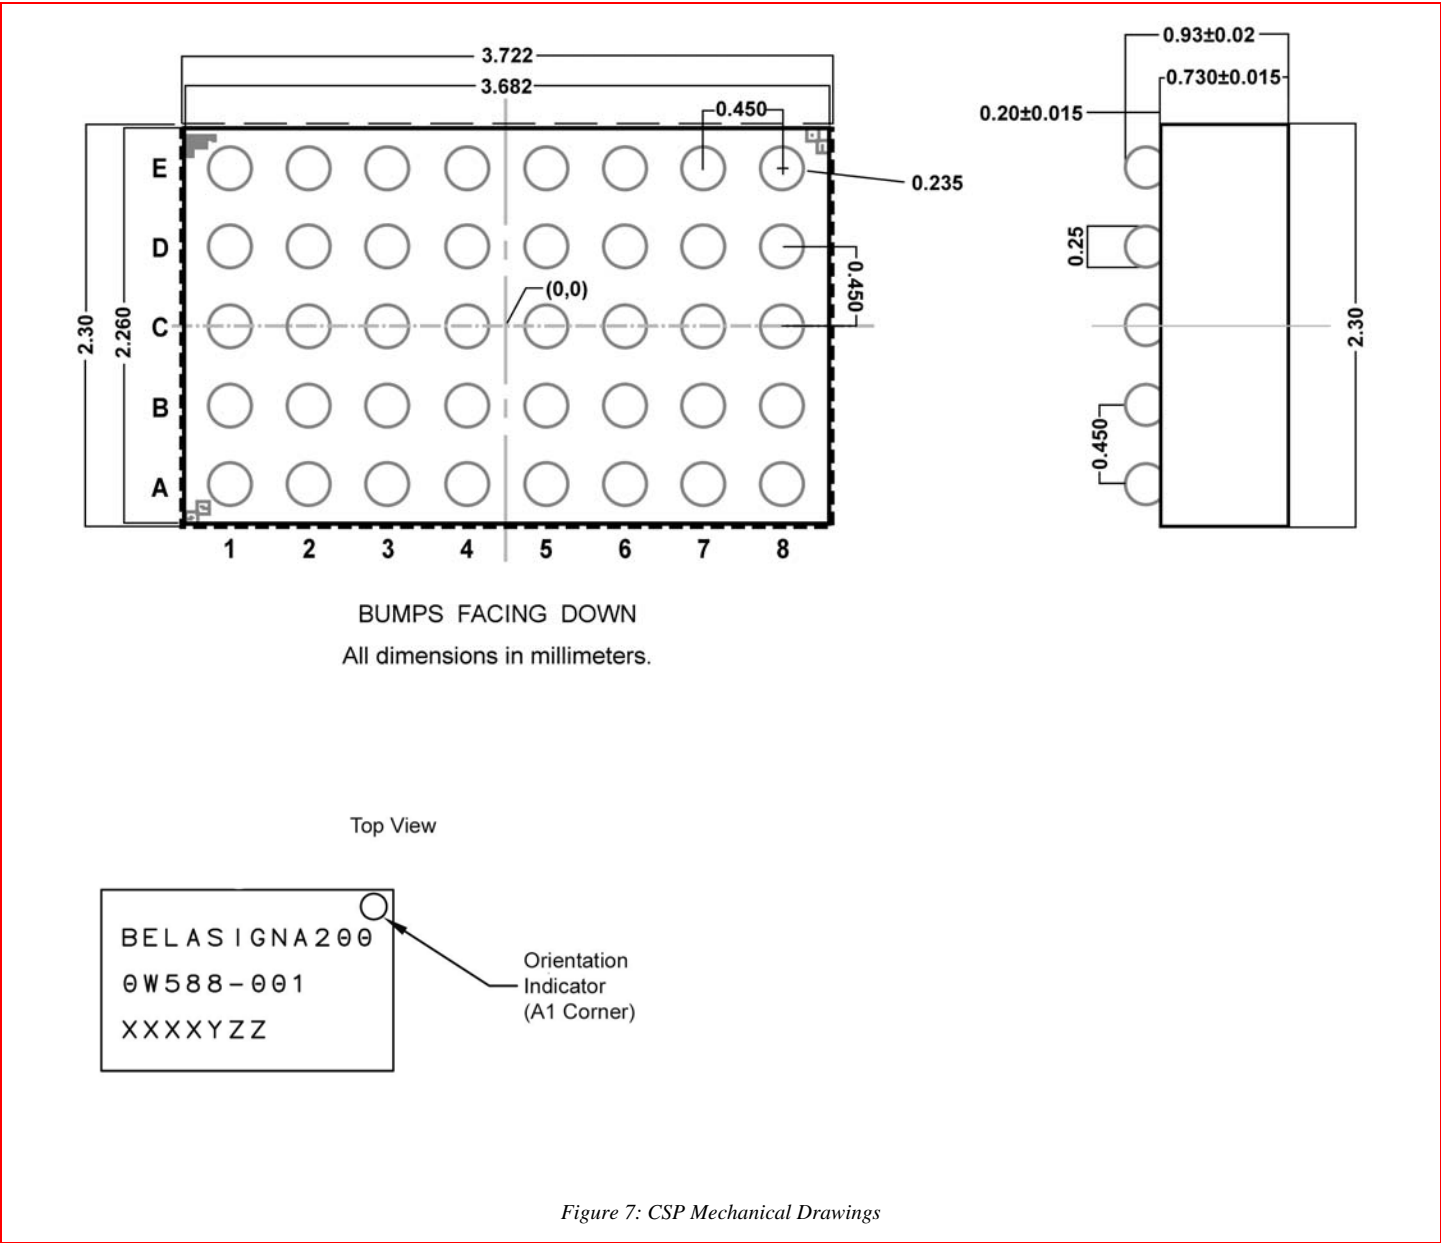 3.722
3.682
0.450
0.93±0.02
0.730±0.015
0.20±0.015
E
0.235
D
0.25
0.450
(0,0)
C
2.30
2.260
2.30
B
0.450
A
1 2 3 4 5 6 7 8
BUMPS FACING DOWN
All dimensions in millimeters.
Top View
BELASIGNA200
0W588-001
XXXXYZZ
Orientation
Indicator
(A1 Corner)
Figure 7: CSP Mechanical Drawings